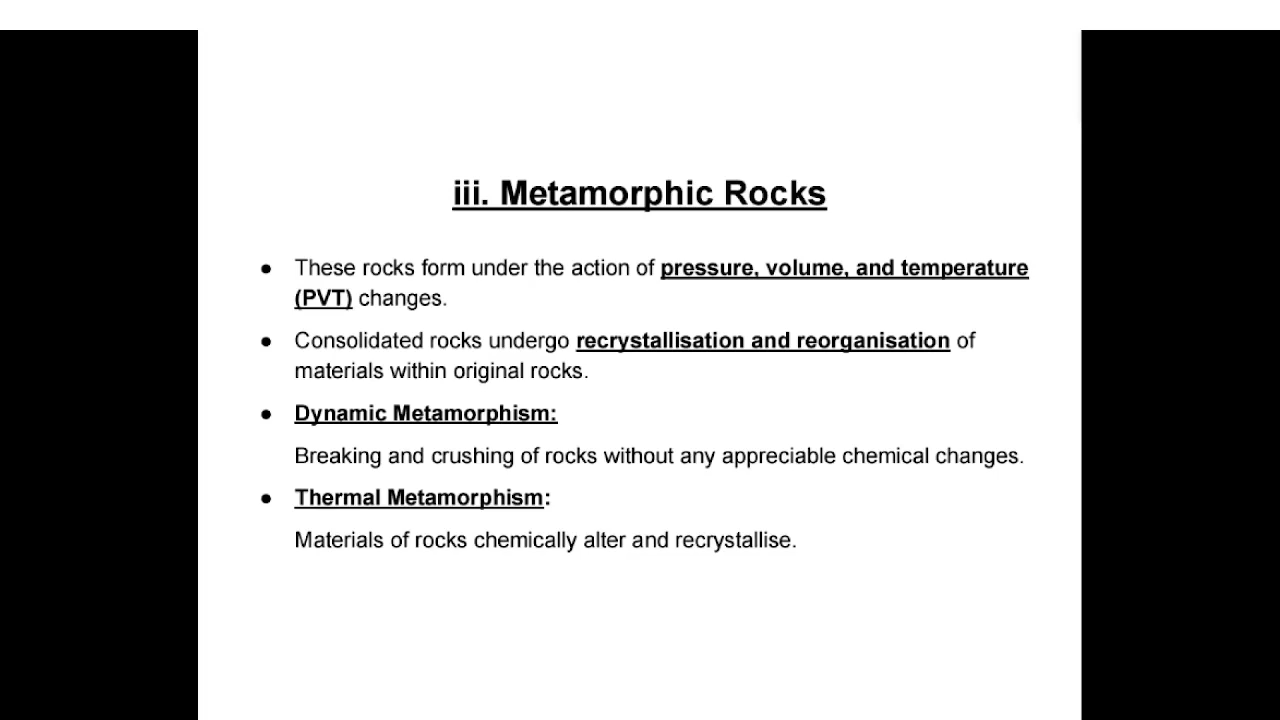 iii. Metamorphic Rocks
● These rocks form under the action of pressure, volume, and temperature
(PVT) changes.
● Consolidated rocks undergo recrystallisation and reorganisation of
materials within original rocks.
● Dynamic Metamorphism:
Breaking and crushing of rocks without any appreciable chemical changes.
● Thermal Metamorphism:
Materials of rocks chemically alter and recrystallise.